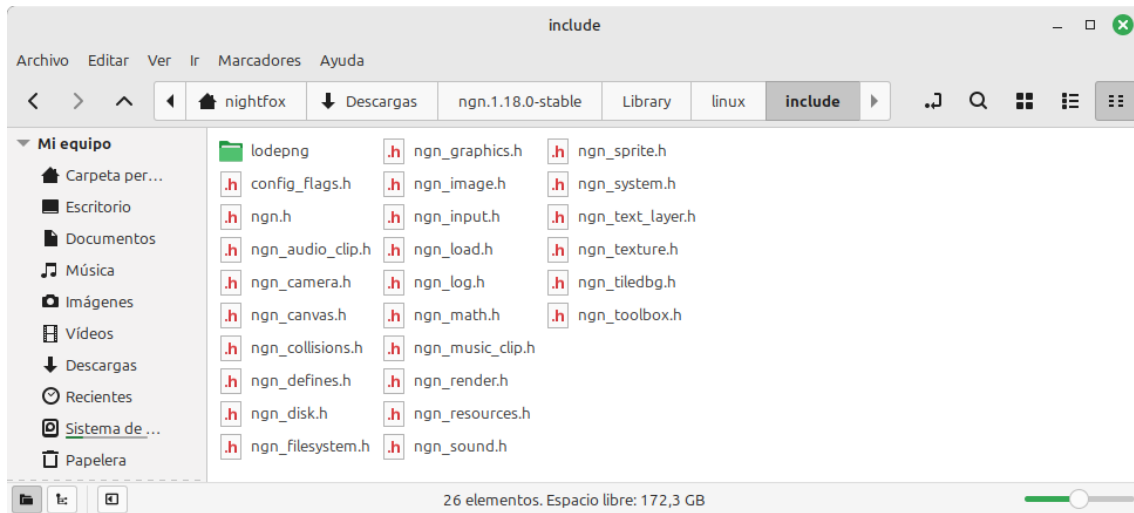 include
Archivo Editar Ver Ir Marcadores Ayuda
nightfox Descargas ngn.1.18.0-stable Library linux include
Mi equipo
Carpeta per...
Escritorio
Documentos
Música
Imágenes
Vídeos
Descargas
Recientes
Sistema de ...
Papelera
lodepng
.h config_flags.h
.h ngn.h
.h ngn_audio_clip.h
.h ngn_camera.h
.h ngn_canvas.h
.h ngn_collisions.h
.h ngn_defines.h
.h ngn_disk.h
.h ngn_filesystem.h
.h ngn_graphics.h
.h ngn_image.h
.h ngn_input.h
.h ngn_load.h
.h ngn_log.h
.h ngn_math.h
.h ngn_music_clip.h
.h ngn_render.h
.h ngn_resources.h
.h ngn_sound.h
.h ngn_sprite.h
.h ngn_system.h
.h ngn_text_layer.h
.h ngn_texture.h
.h ngn_tiledbg.h
.h ngn_toolbox.h
26 elementos. Espacio libre: 172,3 GB